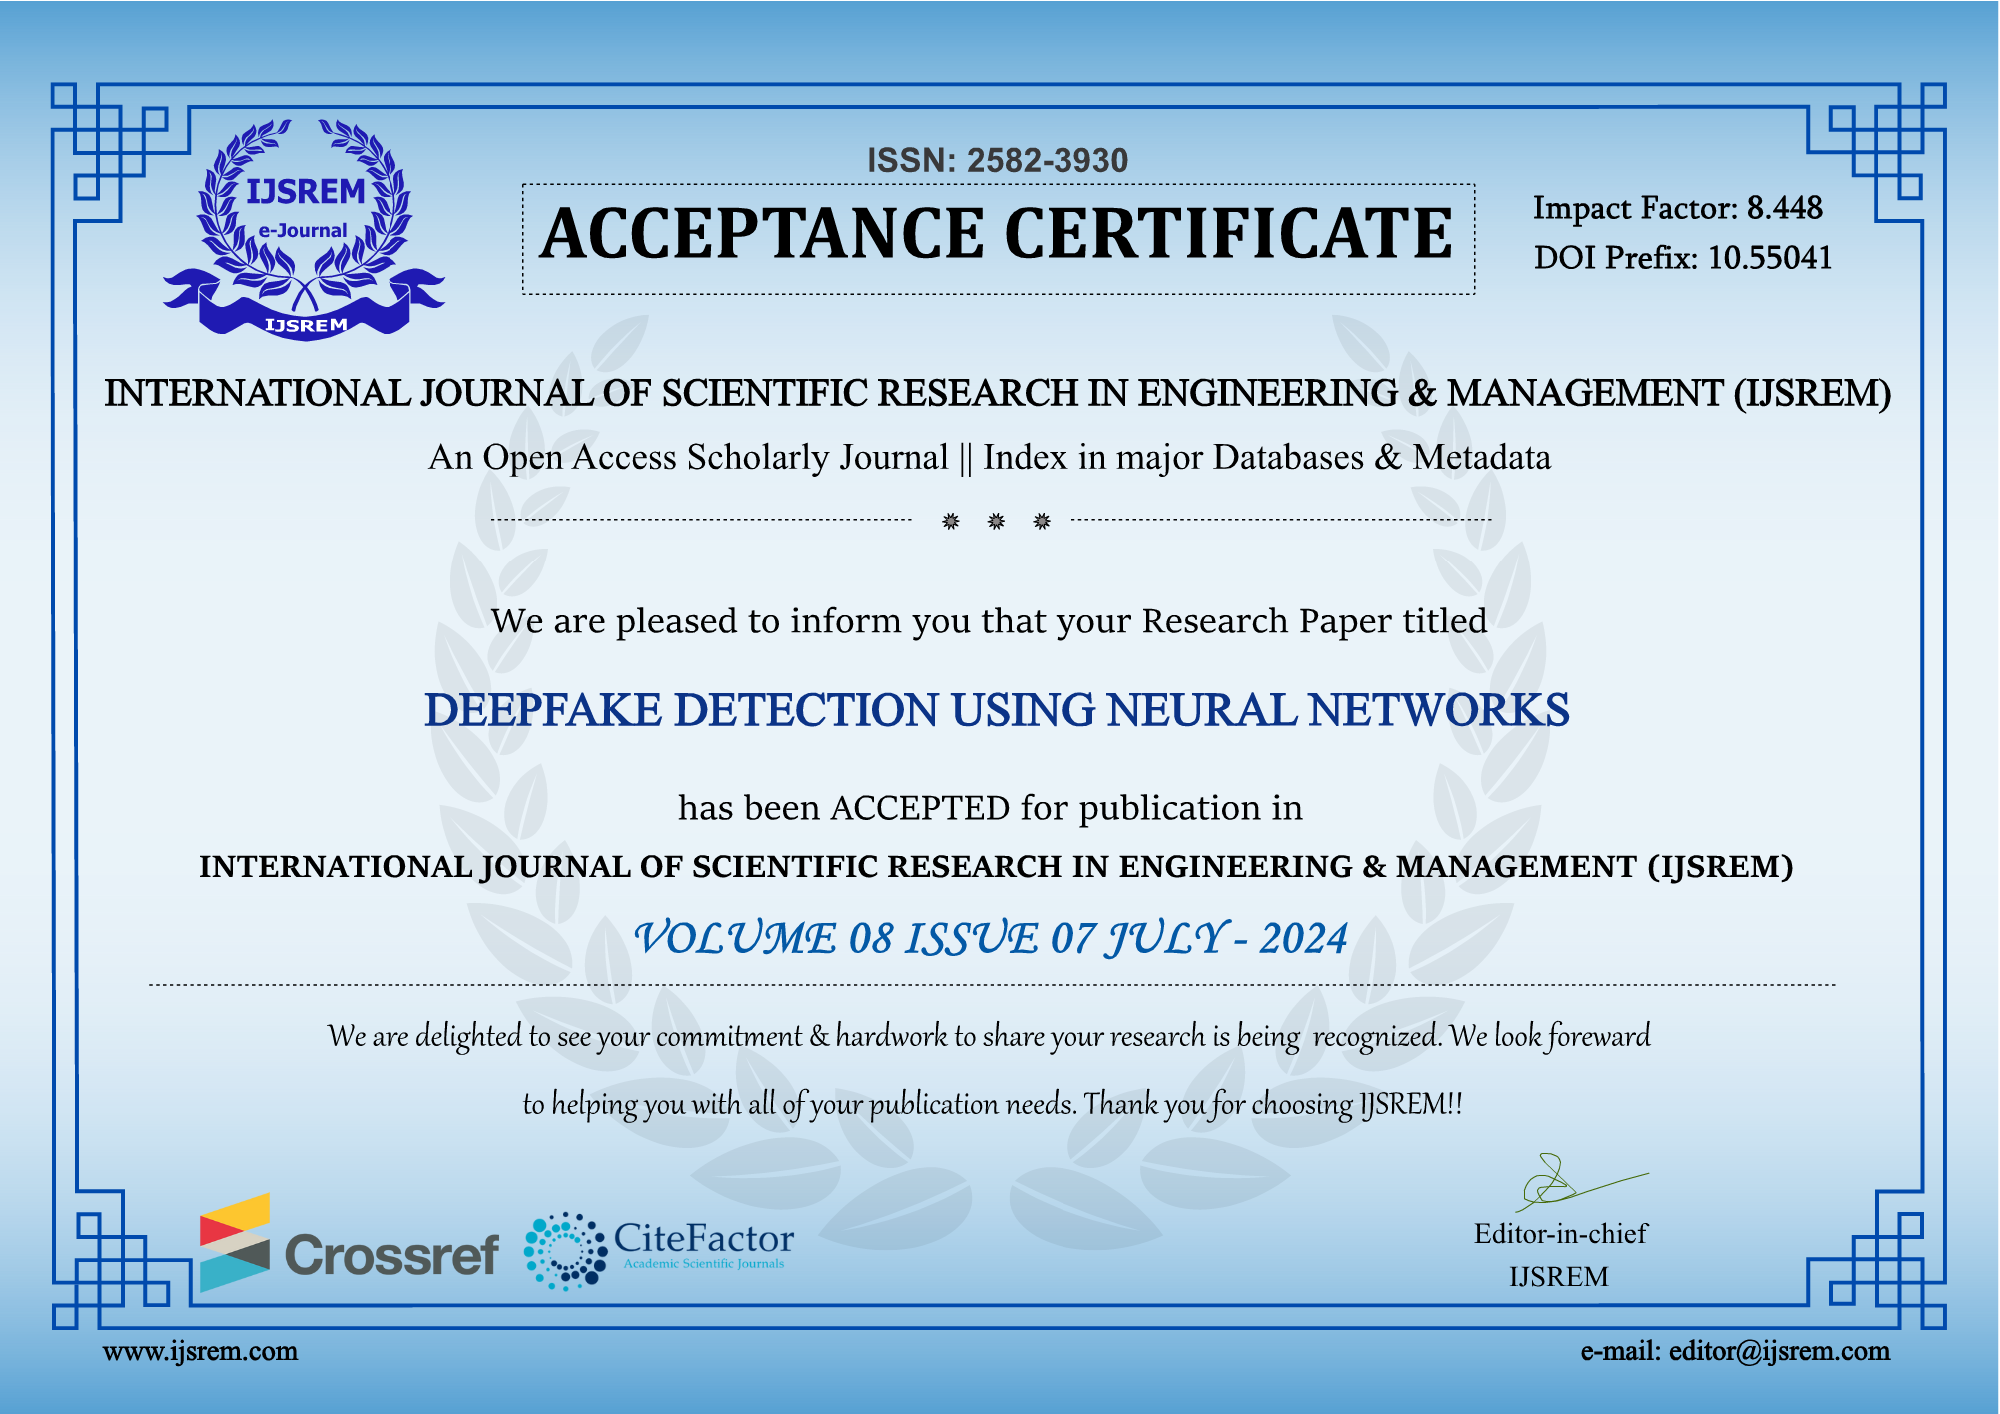 IJSREM
e-Journal
IJSREM
ISSN: 2582-3930
ACCEPTANCE CERTIFICATE
Impact Factor: 8.448
DOI Prefix: 10.55041
INTERNATIONAL JOURNAL OF SCIENTIFIC RESEARCH IN ENGINEERING & MANAGEMENT (IJSREM)
An Open Access Scholarly Journal || Index in major Databases & Metadata
We are pleased to inform you that your Research Paper titled
DEEPFAKE DETECTION USING NEURAL NETWORKS
has been ACCEPTED for publication in
INTERNATIONAL JOURNAL OF SCIENTIFIC RESEARCH IN ENGINEERING & MANAGEMENT (IJSREM)
VOLUME 08 ISSUE 07 JULY - 2024
We are delighted to see your commitment & hardwork to share your research is being  recognized. We look foreward
to helping you with all of your publication needs. Thank you for choosing IJSREM!!
Crossref
CiteFactor
Academic Scientific Journals
Editor-in-chief
IJSREM
www.ijsrem.com
e-mail: editor@ijsrem.com